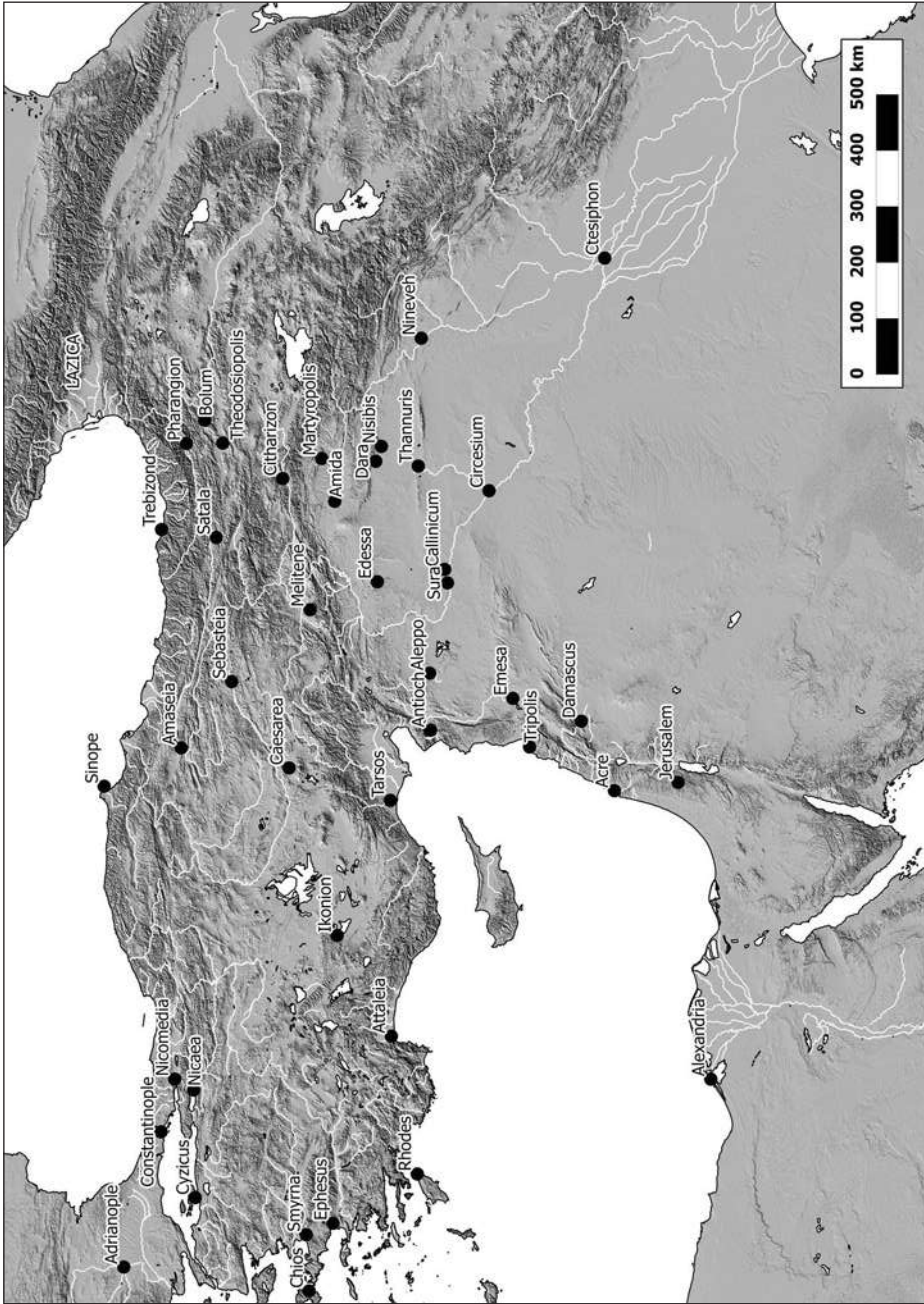 Adrianople
Constantinople
Cyzicus
Nicomedia
Nicaea
Chios
Smyrna
Ephesus
Rhodes
Attaleia
Ikonion
Sinope
Amaseia
Sebasteia
Caesarea
Tarsos
Trebizond
Satala
Melitene
LAZICA
Pharangion
Bolum
Theodosiopolis
Citharizon
Martyropolis
Amida
Edessa
Dara
Nisibis
Thannuris
Nineveh
Sura
Callinicum
Circesium
Ctesiphon
Antioch
Aleppo
Emesa
Tripolis
Damascus
Acre
Jerusalem
Alexandria
0 100 200 300 400 500 km